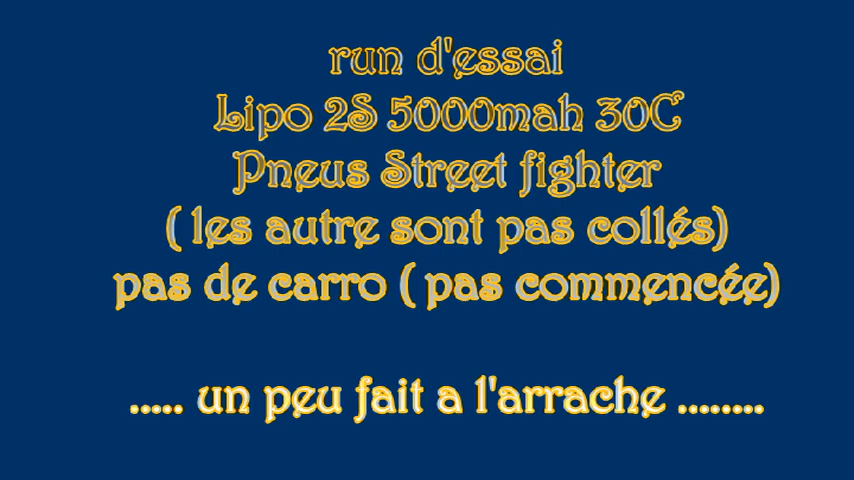 run d'essai
Lipo 2S 5000mah 30C
Pneus Street fighter
( les autre sont pas collés)
pas de carro ( pas commencée)
..... un peu fait a l'arrache ........